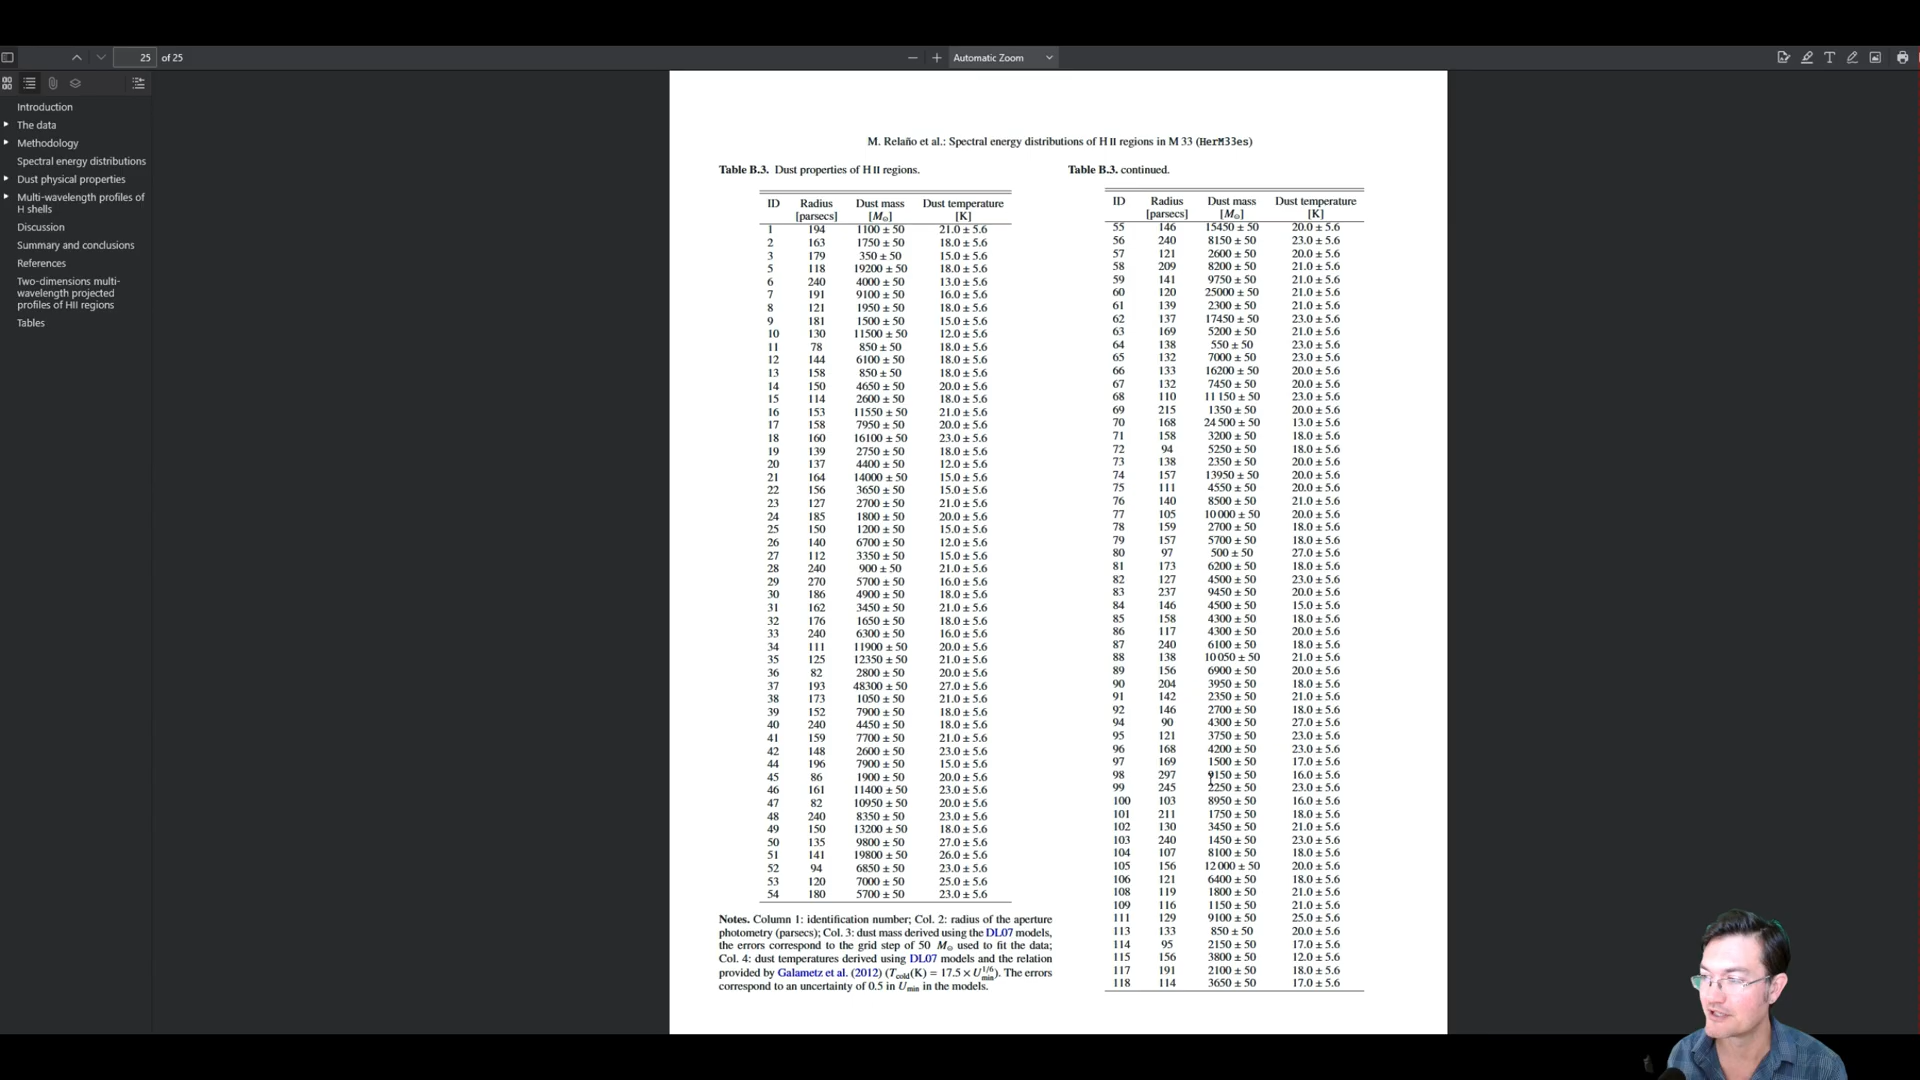 25 of 25
Automatic Zoom
Introduction
The data
Methodology
Spectral energy distributions
Dust physical properties
Multi-wavelength profiles of
H shells
Discussion
Summary and conclusions
References
Two-dimensions multi-
wavelength projected
profiles of HII regions
Tables
M. Relaño et al.: Spectral energy distributions of H II regions in M 33 (HerM33es)
Table B.3. Dust properties of H II regions.
ID Radius Dust mass Dust temperature
[parsecs] [M⊙] [K]
1 194 1100 ± 50 21.0 ± 5.6
2 163 1750 ± 50 18.0 ± 5.6
3 179 350 ± 50 15.0 ± 5.6
5 118 19200 ± 50 18.0 ± 5.6
6 240 4000 ± 50 13.0 ± 5.6
7 191 9100 ± 50 16.0 ± 5.6
8 121 1950 ± 50 18.0 ± 5.6
9 181 1500 ± 50 15.0 ± 5.6
10 130 11500 ± 50 12.0 ± 5.6
11 78 850 ± 50 18.0 ± 5.6
12 144 6100 ± 50 18.0 ± 5.6
13 158 850 ± 50 18.0 ± 5.6
14 150 4650 ± 50 20.0 ± 5.6
15 114 2600 ± 50 18.0 ± 5.6
16 153 11550 ± 50 21.0 ± 5.6
17 158 7950 ± 50 20.0 ± 5.6
18 160 16100 ± 50 23.0 ± 5.6
19 139 2750 ± 50 18.0 ± 5.6
20 137 4400 ± 50 12.0 ± 5.6
21 164 14000 ± 50 15.0 ± 5.6
22 156 3650 ± 50 15.0 ± 5.6
23 127 2700 ± 50 21.0 ± 5.6
24 185 1800 ± 50 20.0 ± 5.6
25 150 1200 ± 50 15.0 ± 5.6
26 140 6700 ± 50 12.0 ± 5.6
27 112 3350 ± 50 15.0 ± 5.6
28 240 900 ± 50 21.0 ± 5.6
29 270 5700 ± 50 16.0 ± 5.6
30 186 4900 ± 50 18.0 ± 5.6
31 162 3450 ± 50 21.0 ± 5.6
32 176 1650 ± 50 18.0 ± 5.6
33 240 6300 ± 50 16.0 ± 5.6
34 111 11900 ± 50 20.0 ± 5.6
35 125 12350 ± 50 21.0 ± 5.6
36 82 2800 ± 50 20.0 ± 5.6
37 193 48300 ± 50 27.0 ± 5.6
38 173 1050 ± 50 21.0 ± 5.6
39 152 7900 ± 50 18.0 ± 5.6
40 240 4450 ± 50 18.0 ± 5.6
41 159 7700 ± 50 21.0 ± 5.6
42 148 2600 ± 50 23.0 ± 5.6
44 196 7900 ± 50 15.0 ± 5.6
45 86 1900 ± 50 20.0 ± 5.6
46 161 11400 ± 50 23.0 ± 5.6
47 82 10950 ± 50 20.0 ± 5.6
48 240 8350 ± 50 23.0 ± 5.6
49 150 13200 ± 50 18.0 ± 5.6
50 135 9800 ± 50 27.0 ± 5.6
51 141 19800 ± 50 26.0 ± 5.6
52 94 6850 ± 50 23.0 ± 5.6
53 120 7000 ± 50 25.0 ± 5.6
54 180 5700 ± 50 23.0 ± 5.6
Notes. Column 1: identification number; Col. 2: radius of the aperture
photometry (parsecs); Col. 3: dust mass derived using the DL07 models,
the errors correspond to the grid step of 50 M⊙ used to fit the data;
Col. 4: dust temperatures derived using DL07 models and the relation
provided by Galametz et al. (2012) (Tcold(K) = 17.5 × Umin^1/6). The errors
correspond to an uncertainty of 0.5 in Umin in the models.
Table B.3. continued.
ID Radius Dust mass Dust temperature
[parsecs] [M⊙] [K]
55 146 15450 ± 50 20.0 ± 5.6
56 240 8150 ± 50 23.0 ± 5.6
57 121 2600 ± 50 20.0 ± 5.6
58 209 8200 ± 50 21.0 ± 5.6
59 141 9750 ± 50 21.0 ± 5.6
60 120 25000 ± 50 21.0 ± 5.6
61 139 2300 ± 50 21.0 ± 5.6
62 137 17450 ± 50 23.0 ± 5.6
63 169 5200 ± 50 21.0 ± 5.6
64 138 550 ± 50 23.0 ± 5.6
65 132 7000 ± 50 23.0 ± 5.6
66 133 16200 ± 50 20.0 ± 5.6
67 132 7450 ± 50 20.0 ± 5.6
68 110 11 150 ± 50 23.0 ± 5.6
69 215 1350 ± 50 20.0 ± 5.6
70 168 24 500 ± 50 13.0 ± 5.6
71 158 3200 ± 50 18.0 ± 5.6
72 94 5250 ± 50 18.0 ± 5.6
73 138 2350 ± 50 20.0 ± 5.6
74 157 13950 ± 50 20.0 ± 5.6
75 111 4550 ± 50 20.0 ± 5.6
76 140 8500 ± 50 21.0 ± 5.6
77 105 10 000 ± 50 20.0 ± 5.6
78 159 2700 ± 50 18.0 ± 5.6
79 157 5700 ± 50 18.0 ± 5.6
80 97 500 ± 50 27.0 ± 5.6
81 173 6200 ± 50 18.0 ± 5.6
82 127 4500 ± 50 23.0 ± 5.6
83 237 9450 ± 50 20.0 ± 5.6
84 146 4500 ± 50 15.0 ± 5.6
85 158 4300 ± 50 18.0 ± 5.6
86 117 4300 ± 50 20.0 ± 5.6
87 240 6100 ± 50 18.0 ± 5.6
88 138 10 050 ± 50 21.0 ± 5.6
89 156 6900 ± 50 20.0 ± 5.6
90 204 3950 ± 50 18.0 ± 5.6
91 142 2350 ± 50 21.0 ± 5.6
92 146 2700 ± 50 18.0 ± 5.6
94 90 4300 ± 50 27.0 ± 5.6
95 121 3750 ± 50 23.0 ± 5.6
96 168 4200 ± 50 23.0 ± 5.6
97 169 1500 ± 50 17.0 ± 5.6
98 297 9150 ± 50 16.0 ± 5.6
99 245 2250 ± 50 23.0 ± 5.6
100 103 8950 ± 50 16.0 ± 5.6
101 211 1750 ± 50 18.0 ± 5.6
102 130 3450 ± 50 21.0 ± 5.6
103 240 1450 ± 50 23.0 ± 5.6
104 107 8100 ± 50 18.0 ± 5.6
105 156 12 000 ± 50 20.0 ± 5.6
106 121 6400 ± 50 18.0 ± 5.6
108 119 1800 ± 50 21.0 ± 5.6
109 116 1150 ± 50 21.0 ± 5.6
111 129 9100 ± 50 25.0 ± 5.6
113 133 850 ± 50 20.0 ± 5.6
114 95 2150 ± 50 17.0 ± 5.6
115 156 3800 ± 50 12.0 ± 5.6
117 191 2100 ± 50 18.0 ± 5.6
118 114 3650 ± 50 17.0 ± 5.6